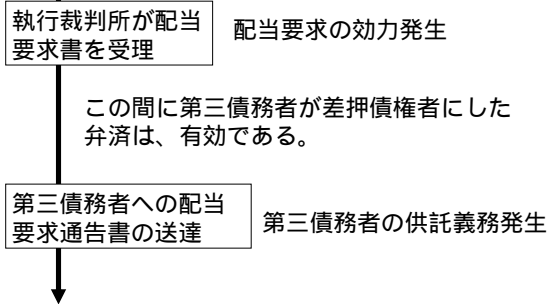 執行裁判所が配当
要求書を受理
配当要求の効力発生
この間に第三債務者が差押債権者にした
弁済は、有効である。
第三債務者への配当
要求通告書の送達
第三債務者の供託義務発生